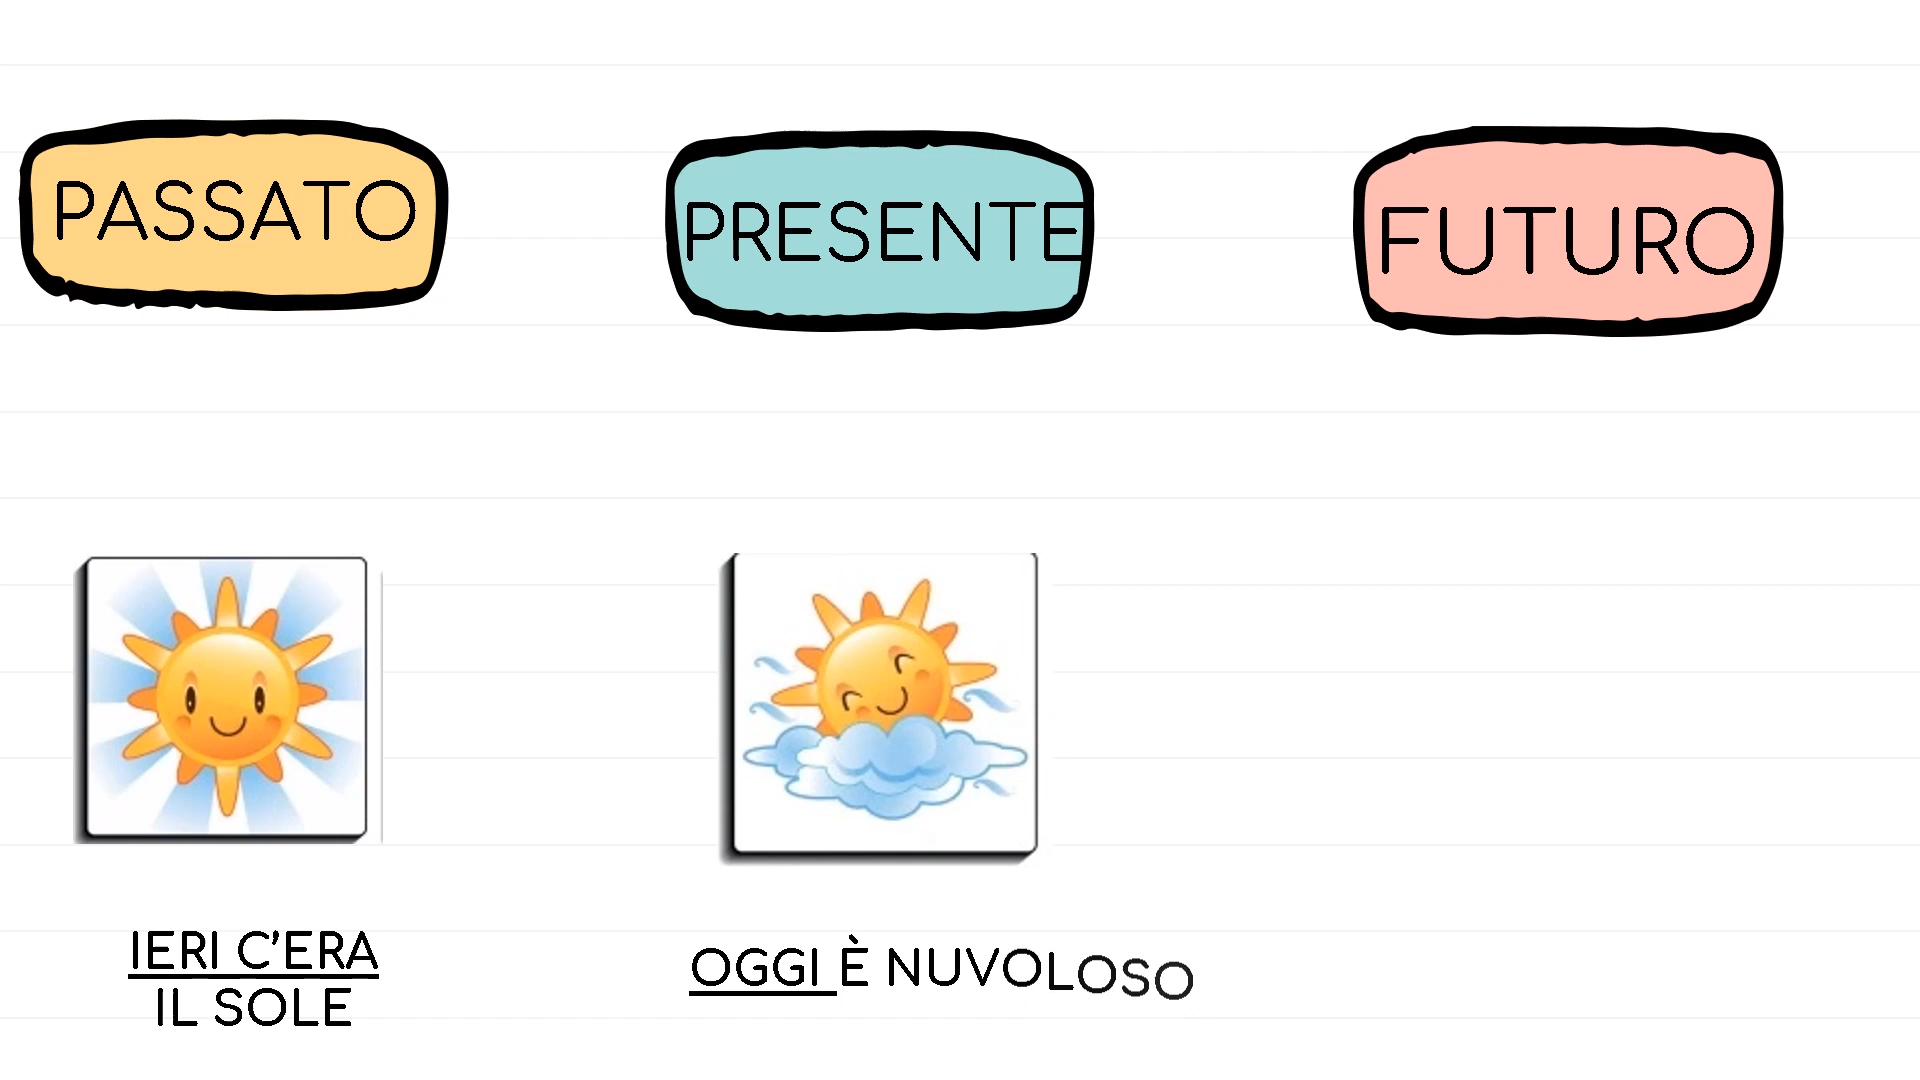 PASSATO
PRESENTE
FUTURO
IERI C'ERA
IL SOLE
OGGI È NUVOLOSO